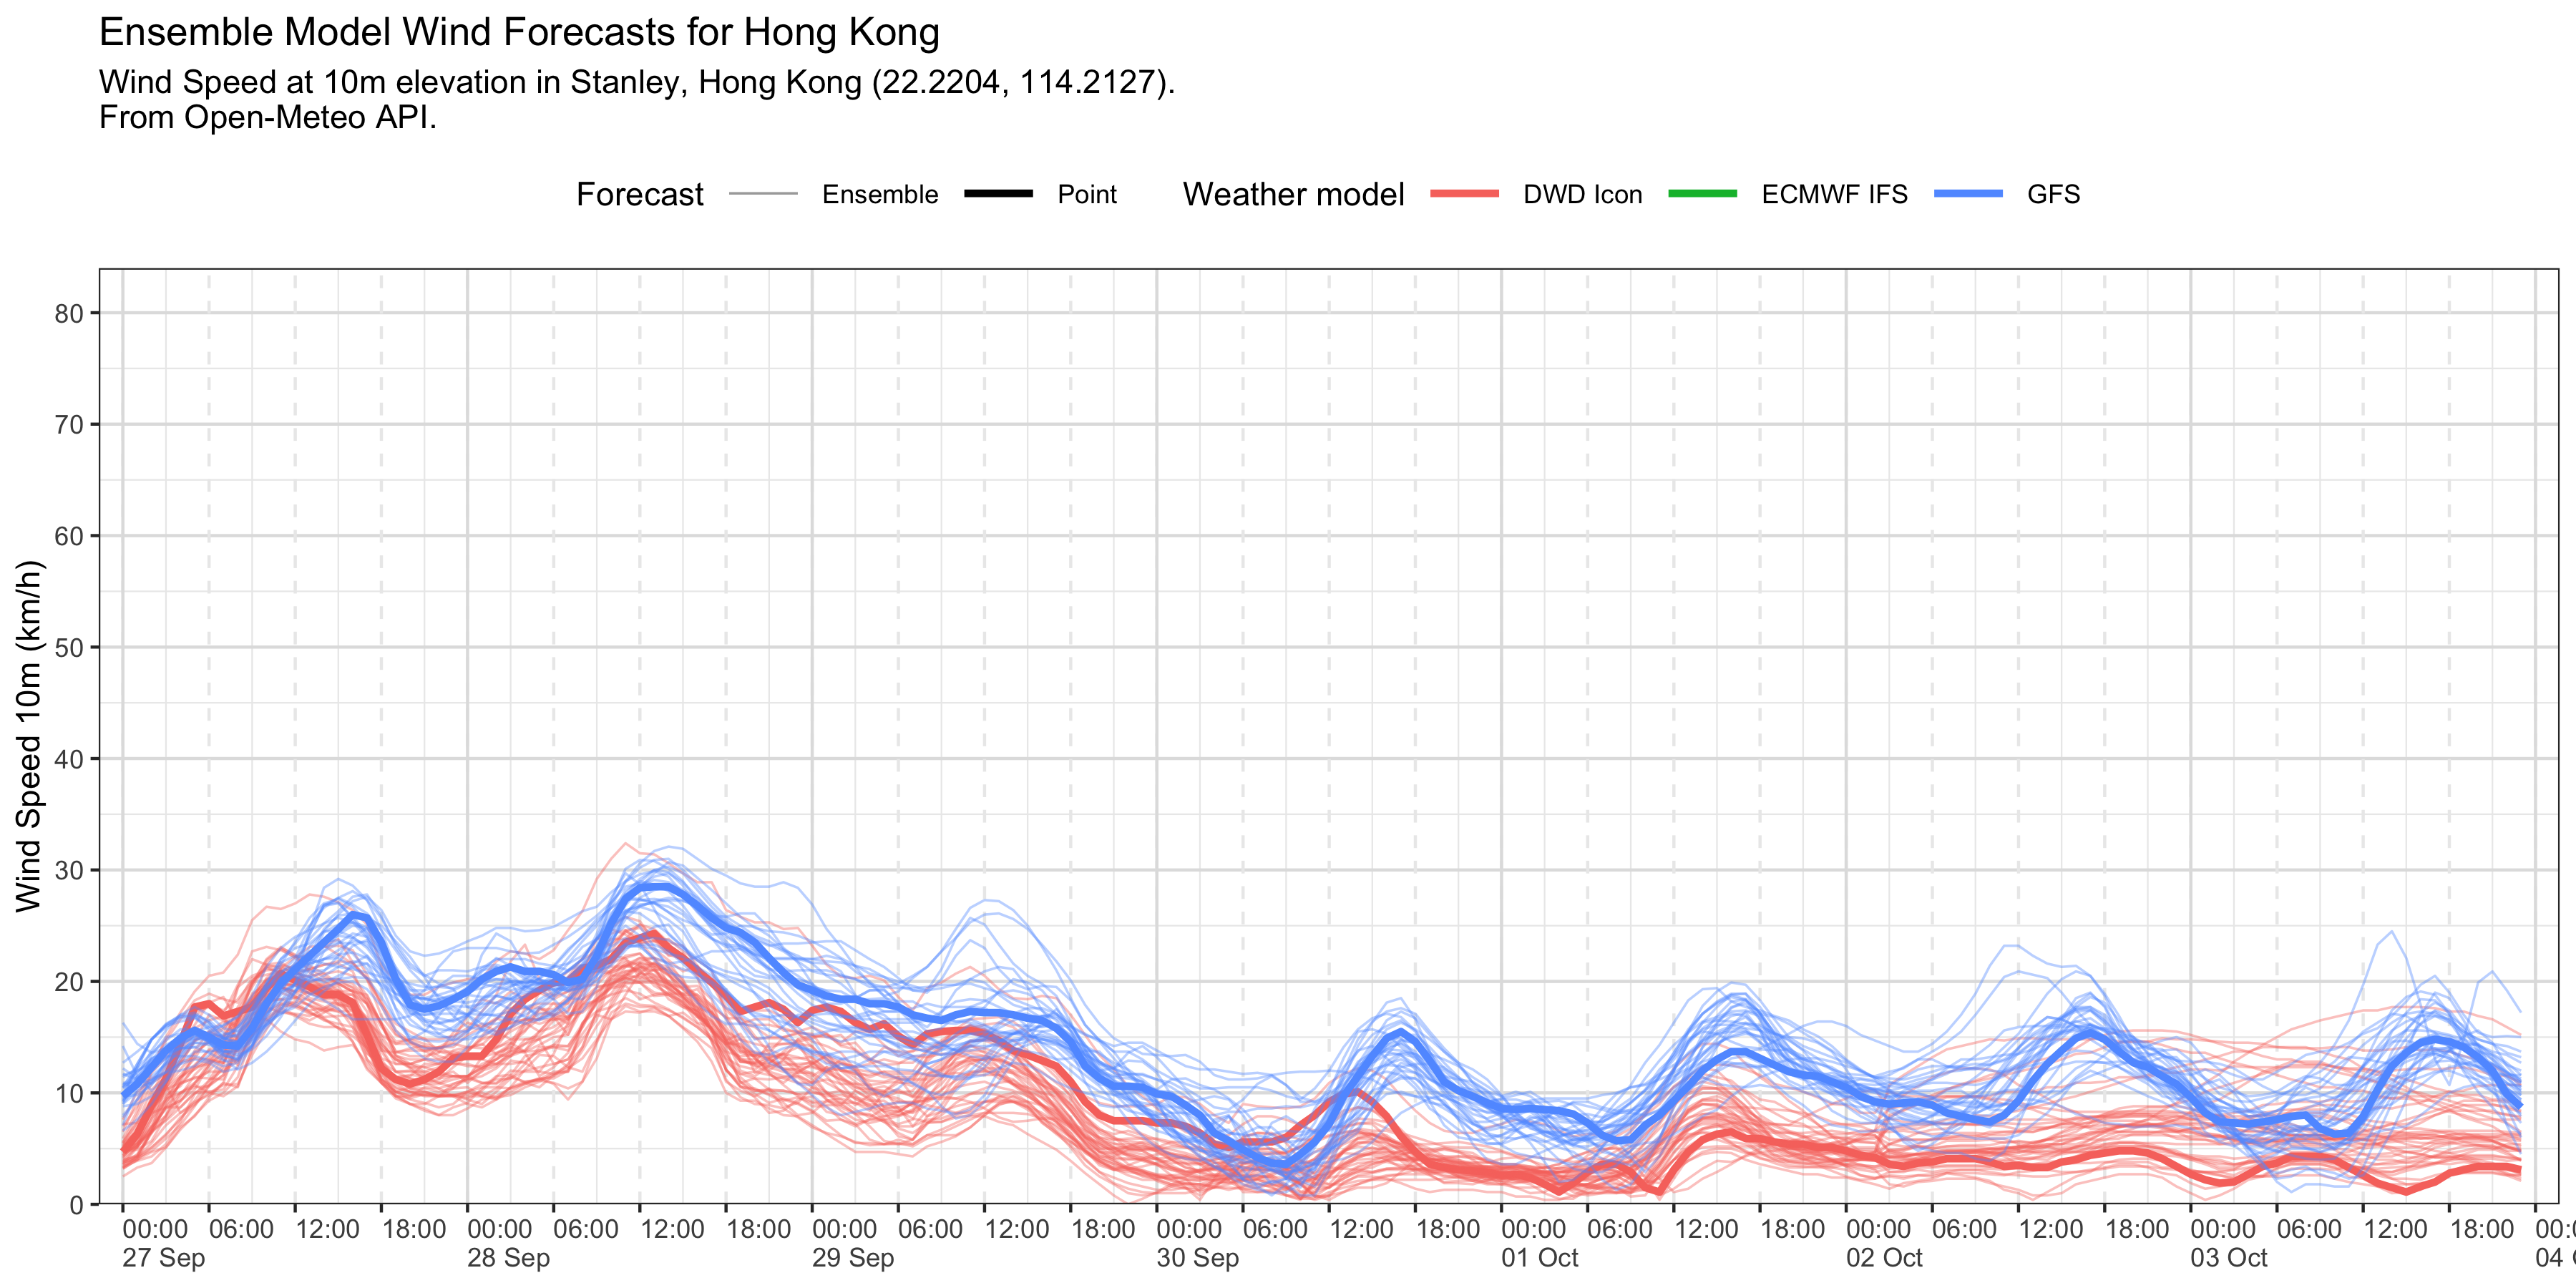 Ensemble Model Wind Forecasts for Hong Kong
Wind Speed at 10m elevation in Stanley, Hong Kong (22.2204, 114.2127).
From Open-Meteo API.
Forecast Ensemble Point Weather model DWD Icon ECMWF IFS GFS
Wind Speed 10m (km/h)
80
70
60
50
40
30
20
10
0
00:00 06:00 12:00 18:00 00:00 06:00 12:00 18:00 00:00 06:00 12:00 18:00 00:00 06:00 12:00 18:00 00:00 06:00 12:00 18:00 00:00 06:00 12:00 18:00 00:00 06:00 12:00 18:00
27 Sep 28 Sep 29 Sep 30 Sep 01 Oct 02 Oct 03 Oct 04